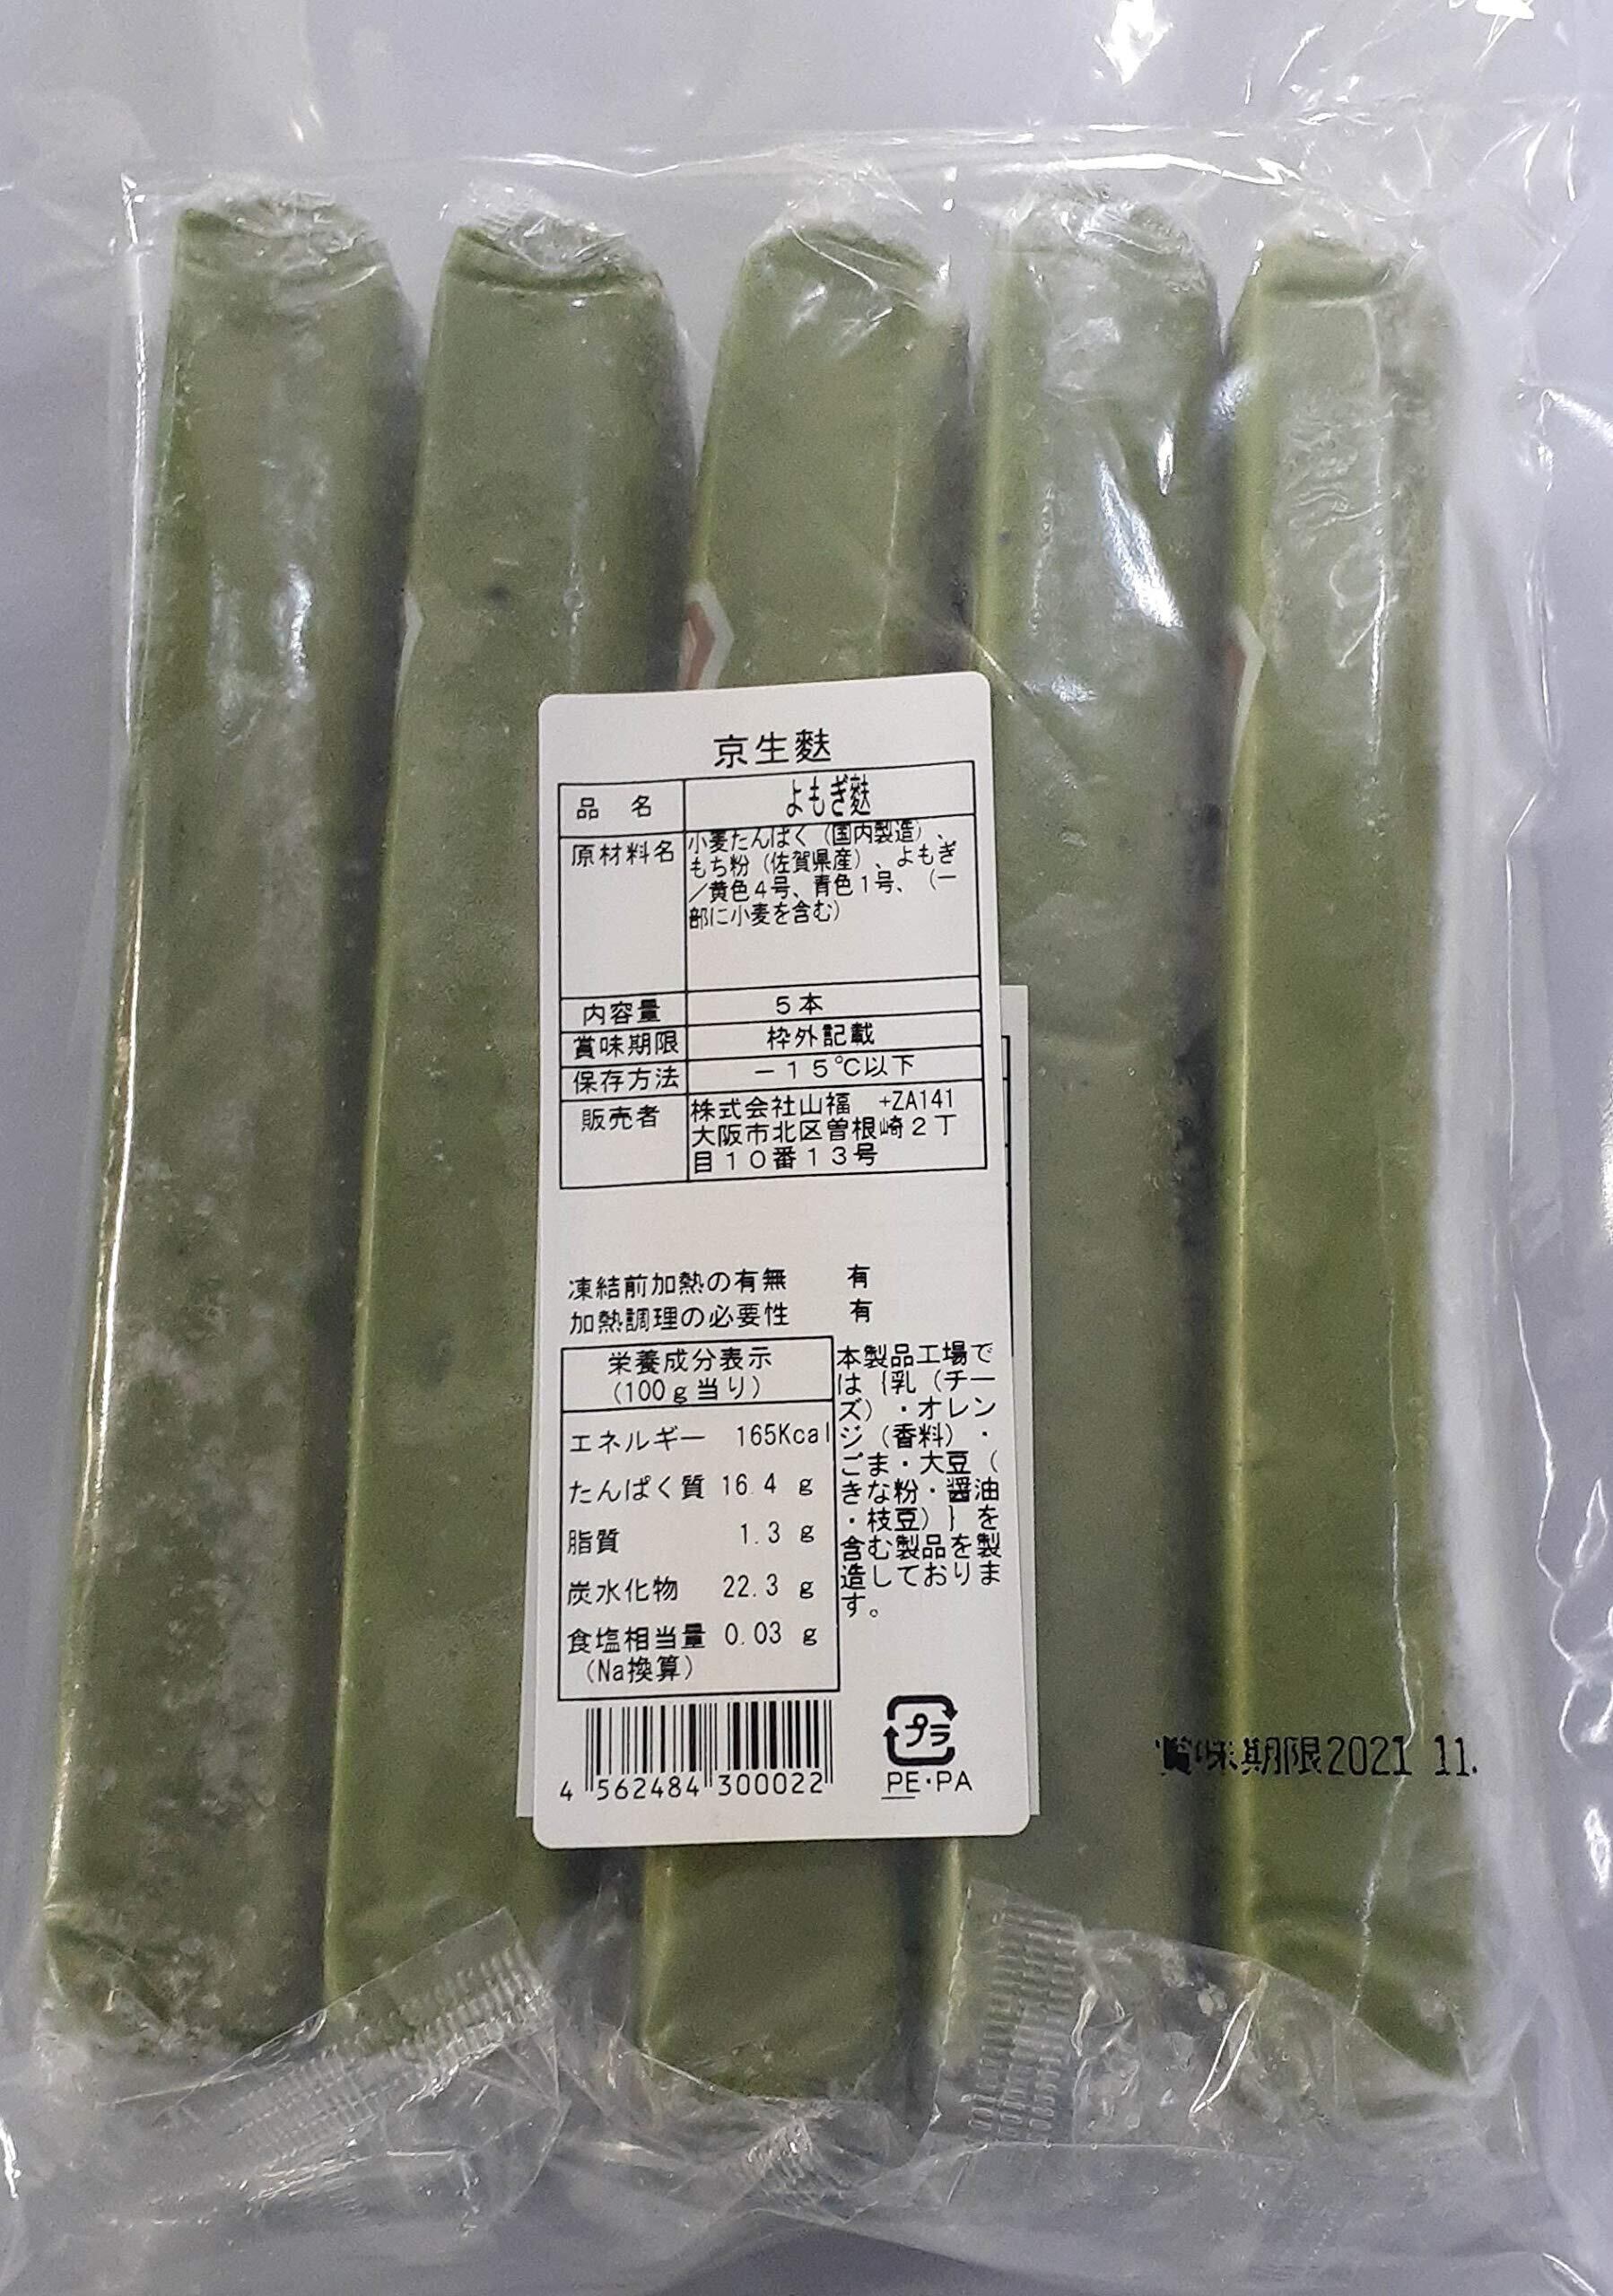 京生麩
品 名 よもぎ麩
原材料名 小麦たんぱく（国内製造）、
もち粉（佐賀県産）、よもぎ
／黄色4号、青色1号、（一
部に小麦を含む）
内容量 5本
賞味期限 枠外記載
保存方法 －15℃以下
販売者 株式会社山福 +ZA141
大阪市北区曽根崎2丁
目10番13号
凍結前加熱の有無 有
加熱調理の必要性 有
栄養成分表示
(100g当り)
エネルギー 165Kcal
たんぱく質 16.4 g
脂質 1.3 g
炭水化物 22.3 g
食塩相当量 0.03 g
(Na換算)
本製品工場で
は｛乳（チー
ズ）・オレン
ジ（香料）・
ごま・大豆（
きな粉・醤油
・枝豆）｝を
含む製品を製
造しておりま
す。
4 562484 300022
プラ
PE・PA
賞味期限2021 11.